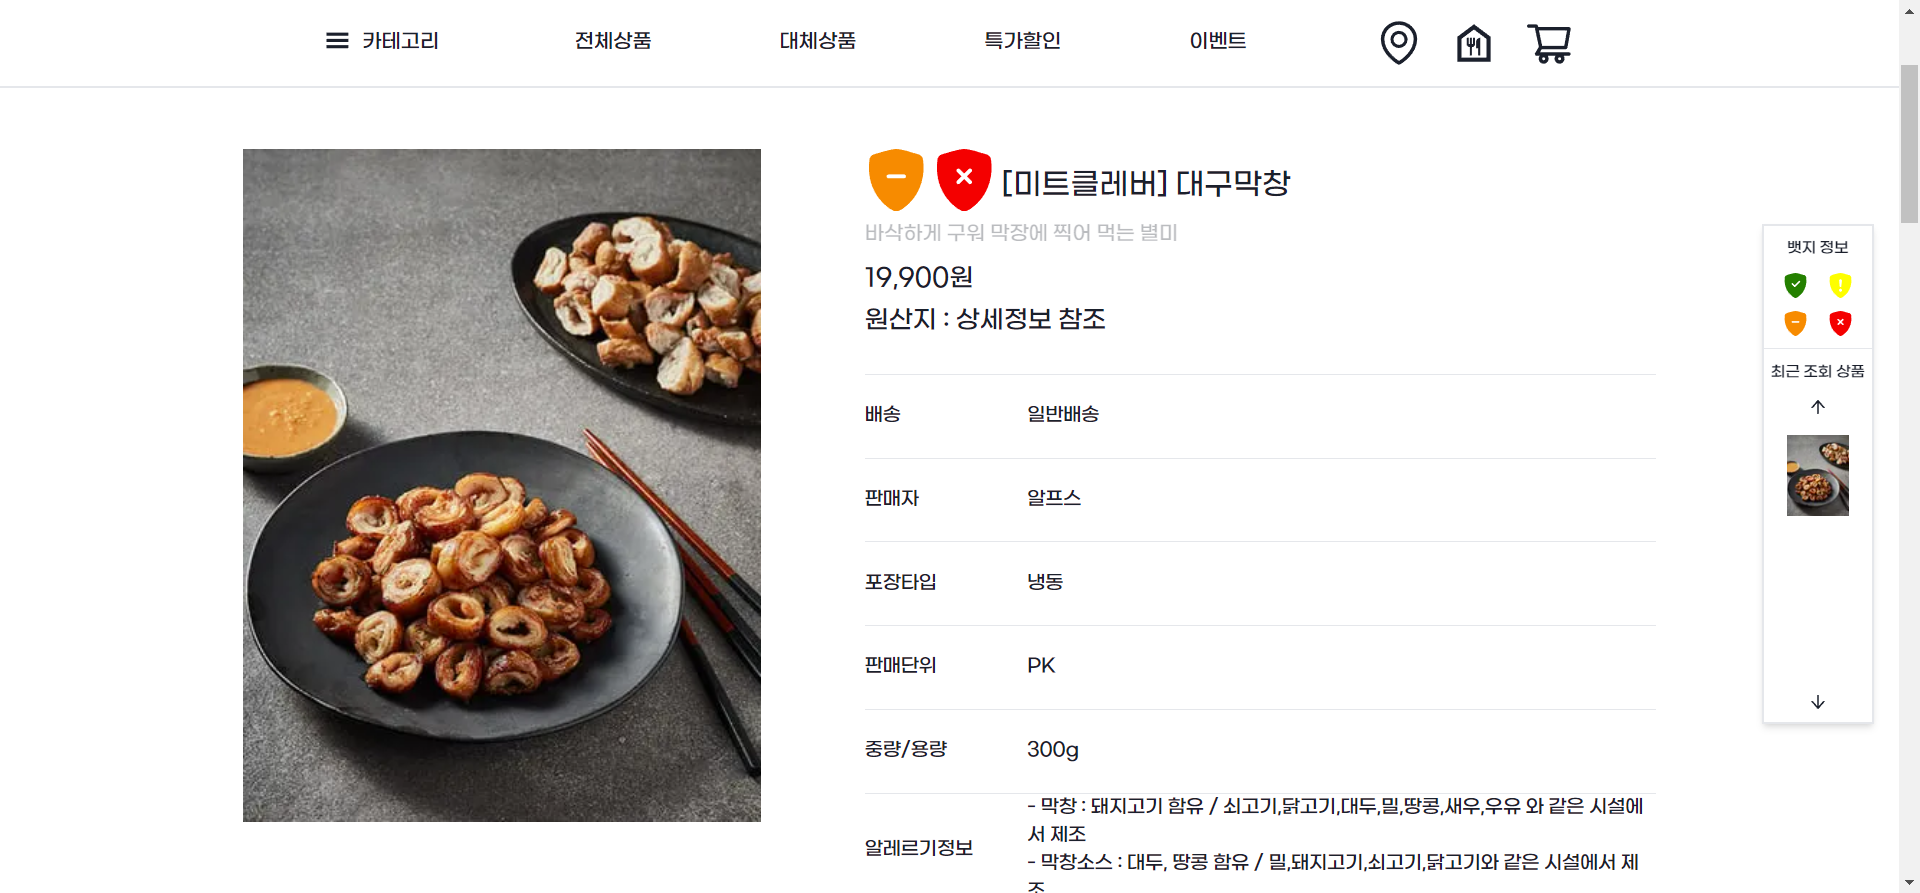 카테고리 전체상품 대체상품 특가할인 이벤트
[미트클레버] 대구막창
바삭하게 구워 막장에 찍어 먹는 별미
19,900원
원산지 : 상세정보 참조
배송 일반배송
판매자 알프스
포장타입 냉동
판매단위 PK
중량/용량 300g
알레르기정보
- 막창 : 돼지고기 함유 / 쇠고기,닭고기,대두,밀,땅콩,새우,우유 와 같은 시설에
서 제조
- 막창소스 : 대두, 땅콩 함유 / 밀,돼지고기,쇠고기,닭고기와 같은 시설에서 제
조
뱃지 정보
최근 조회 상품